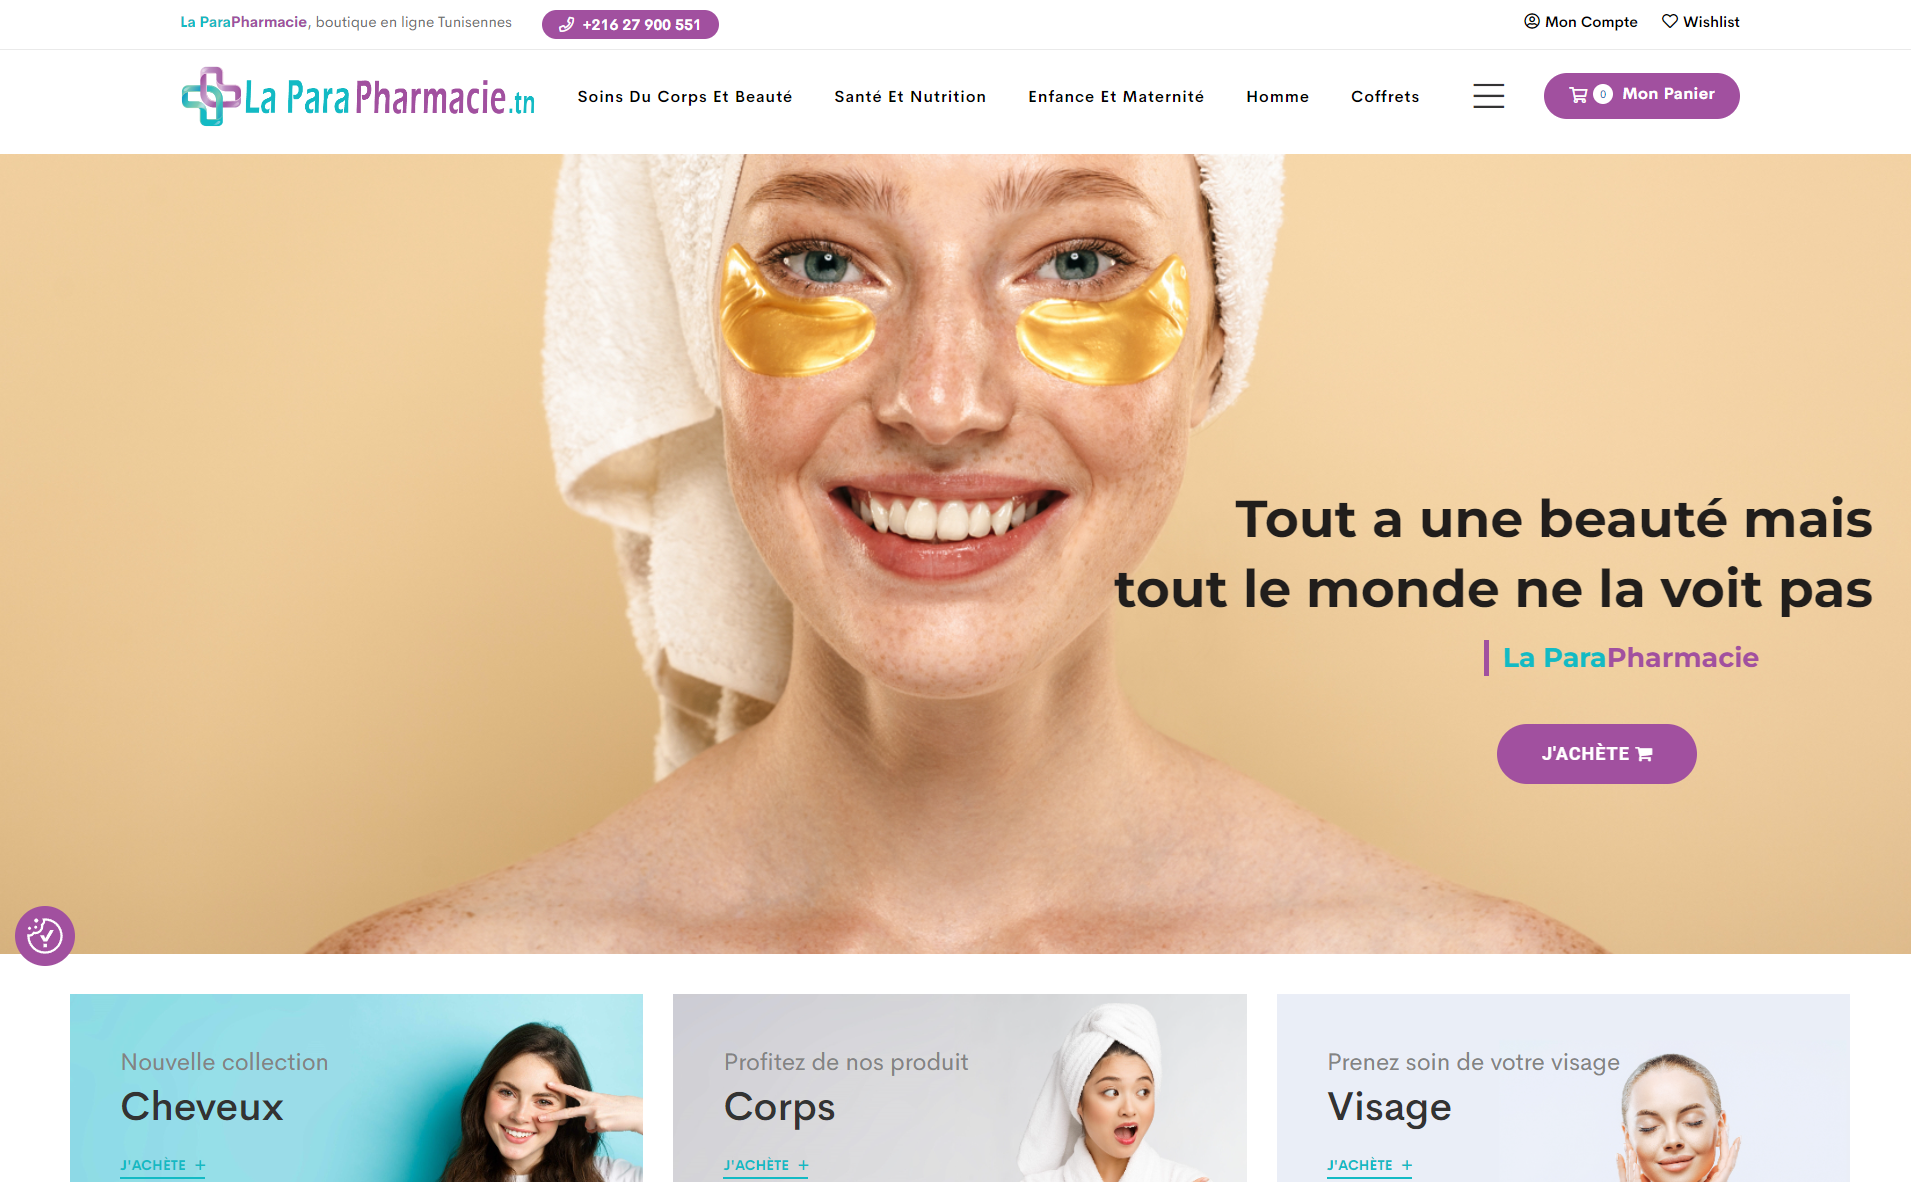 La ParaPharmacie, boutique en ligne Tunisennes
+216 27 900 551
Mon Compte
Wishlist
La ParaPharmacie.tn
Soins Du Corps Et Beauté
Santé Et Nutrition
Enfance Et Maternité
Homme
Coffrets
0
Mon Panier
Tout a une beauté mais
tout le monde ne la voit pas
La ParaPharmacie
J'ACHÈTE
Nouvelle collection
Cheveux
J'ACHÈTE +
Profitez de nos produit
Corps
J'ACHÈTE +
Prenez soin de votre visage
Visage
J'ACHÈTE +